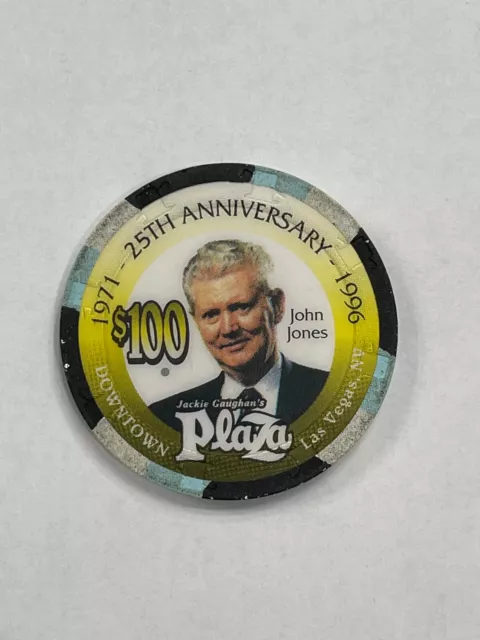 1971 - 25TH ANNIVERSARY - 1996
$100
John
Jones
Jackie Gaughan's
Plaza
DOWNTOWN
Las Vegas, NV